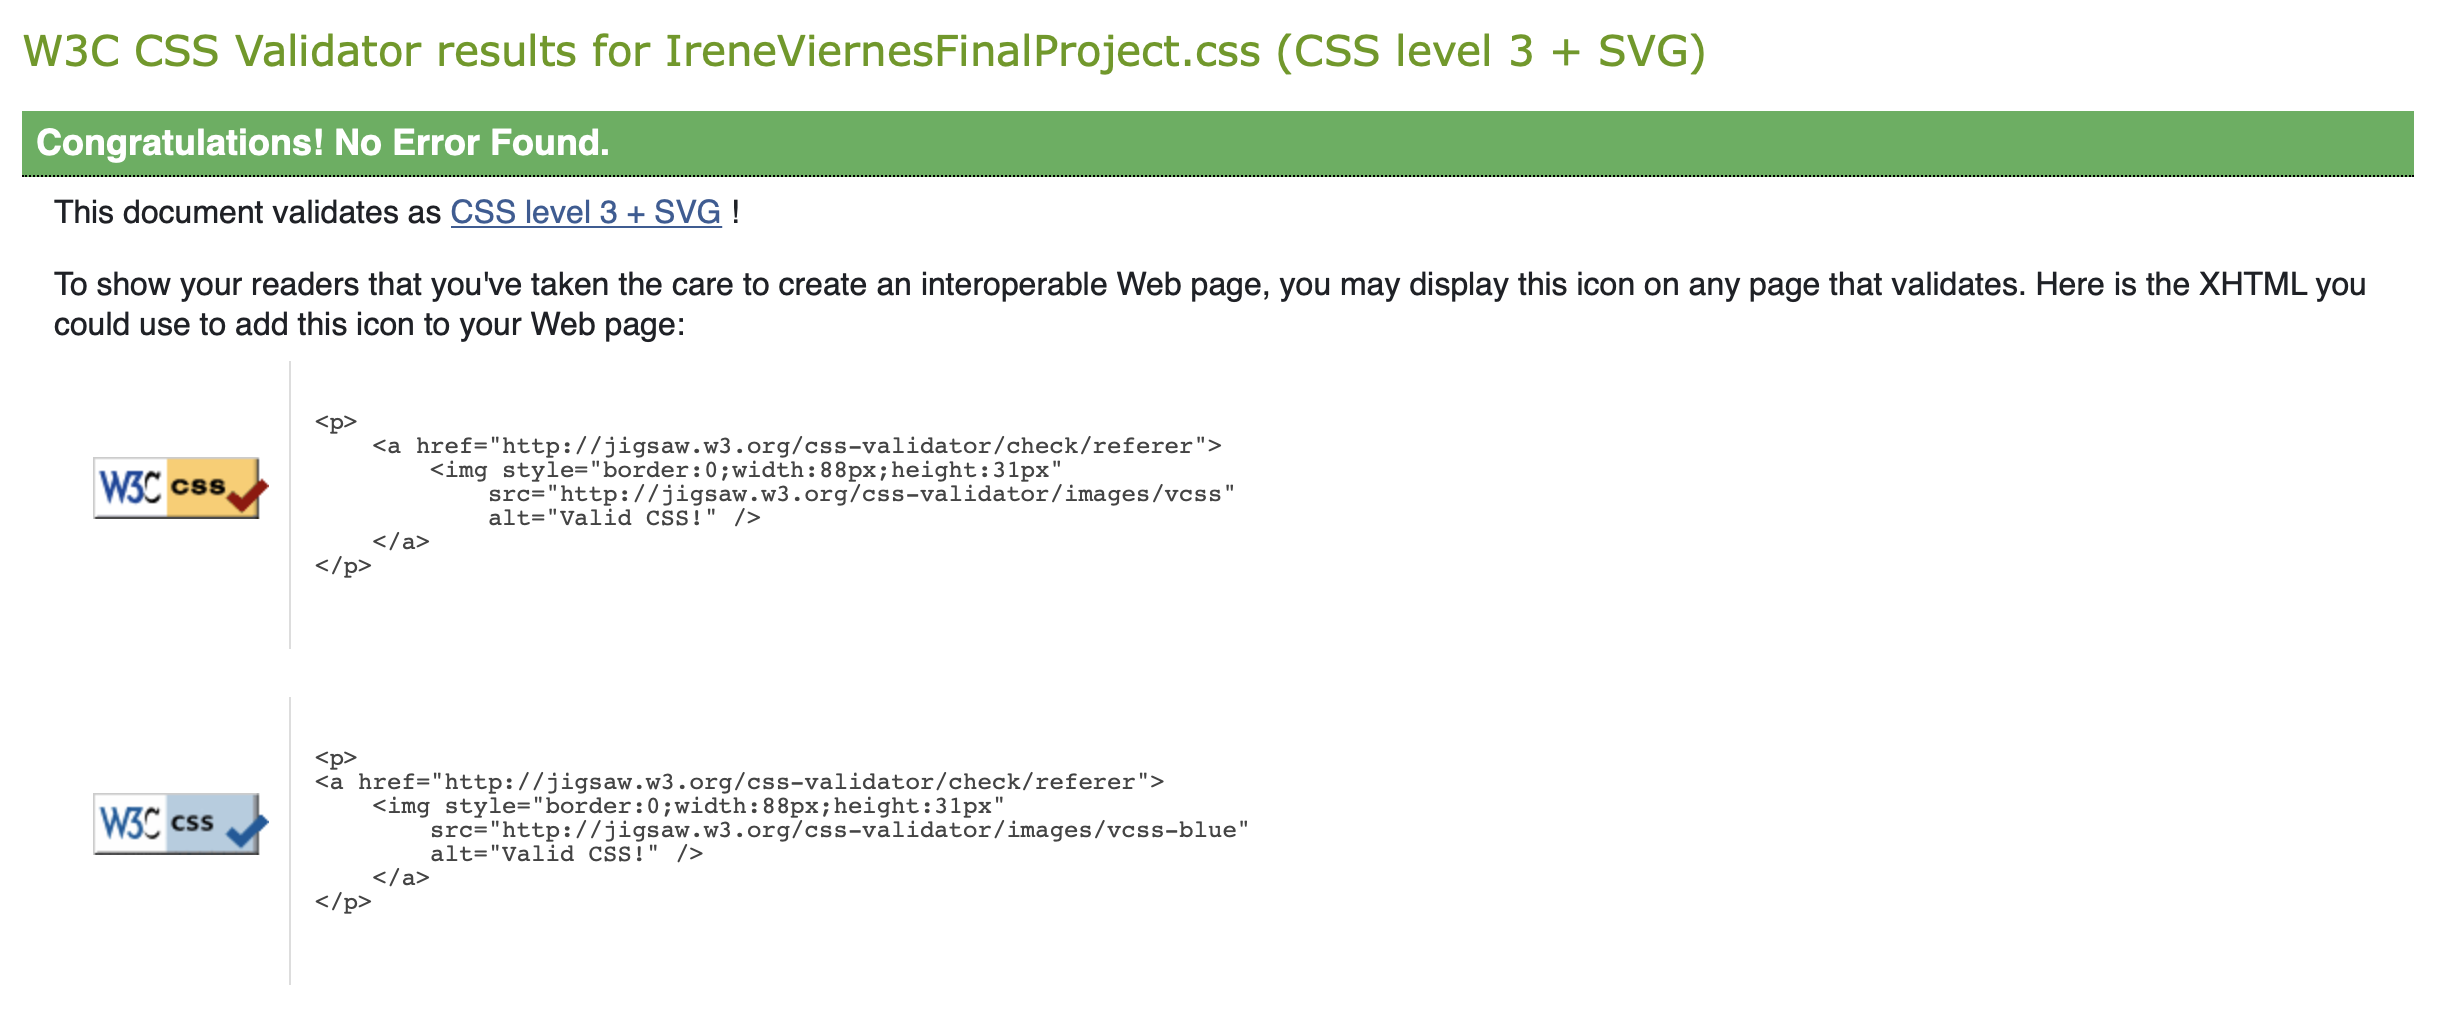 W3C CSS Validator results for IreneViernesFinalProject.css (CSS level 3 + SVG)
Congratulations! No Error Found.
This document validates as CSS level 3 + SVG !
To show your readers that you've taken the care to create an interoperable Web page, you may display this icon on any page that validates. Here is the XHTML you
could use to add this icon to your Web page:
W3C css
<p>
    <a href="http://jigsaw.w3.org/css-validator/check/referer">
        <img style="border:0;width:88px;height:31px"
            src="http://jigsaw.w3.org/css-validator/images/vcss"
            alt="Valid CSS!" />
    </a>
</p>
W3C css
<p>
<a href="http://jigsaw.w3.org/css-validator/check/referer">
    <img style="border:0;width:88px;height:31px"
        src="http://jigsaw.w3.org/css-validator/images/vcss-blue"
        alt="Valid CSS!" />
    </a>
</p>